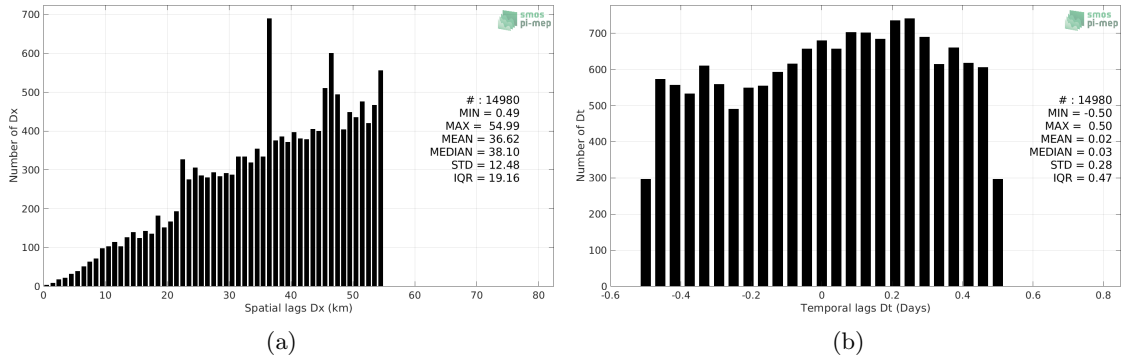 700
600
500
400
300
200
100
0
Number of Dx
0 10 20 30 40 50 60 70 80
Spatial lags Dx (km)
smos
pi-mep
# : 14980
MIN = 0.49
MAX = 54.99
MEAN = 36.62
MEDIAN = 38.10
STD = 12.48
IQR = 19.16
(a)
700
600
500
400
300
200
100
0
Number of Dt
-0.6 -0.4 -0.2 0 0.2 0.4 0.6 0.8
Temporal lags Dt (Days)
smos
pi-mep
# : 14980
MIN = -0.50
MAX = 0.50
MEAN = 0.02
MEDIAN = 0.03
STD = 0.28
IQR = 0.47
(b)